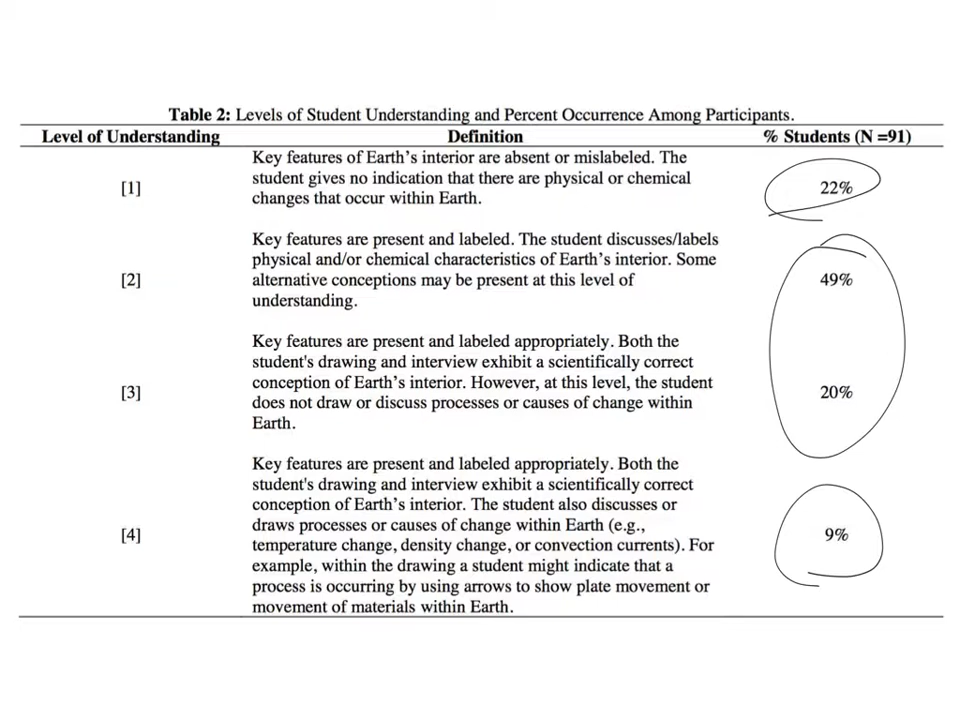 Table 2: Levels of Student Understanding and Percent Occurrence Among Participants.
Level of Understanding Definition % Students (N =91)
Key features of Earth's interior are absent or mislabeled. The
student gives no indication that there are physical or chemical
changes that occur within Earth.
[1] 22%
Key features are present and labeled. The student discusses/labels
physical and/or chemical characteristics of Earth's interior. Some
alternative conceptions may be present at this level of
understanding.
[2] 49%
Key features are present and labeled appropriately. Both the
student's drawing and interview exhibit a scientifically correct
conception of Earth's interior. However, at this level, the student
does not draw or discuss processes or causes of change within
Earth.
[3] 20%
Key features are present and labeled appropriately. Both the
student's drawing and interview exhibit a scientifically correct
conception of Earth's interior. The student also discusses or
draws processes or causes of change within Earth (e.g.,
temperature change, density change, or convection currents). For
example, within the drawing a student might indicate that a
process is occurring by using arrows to show plate movement or
movement of materials within Earth.
[4] 9%